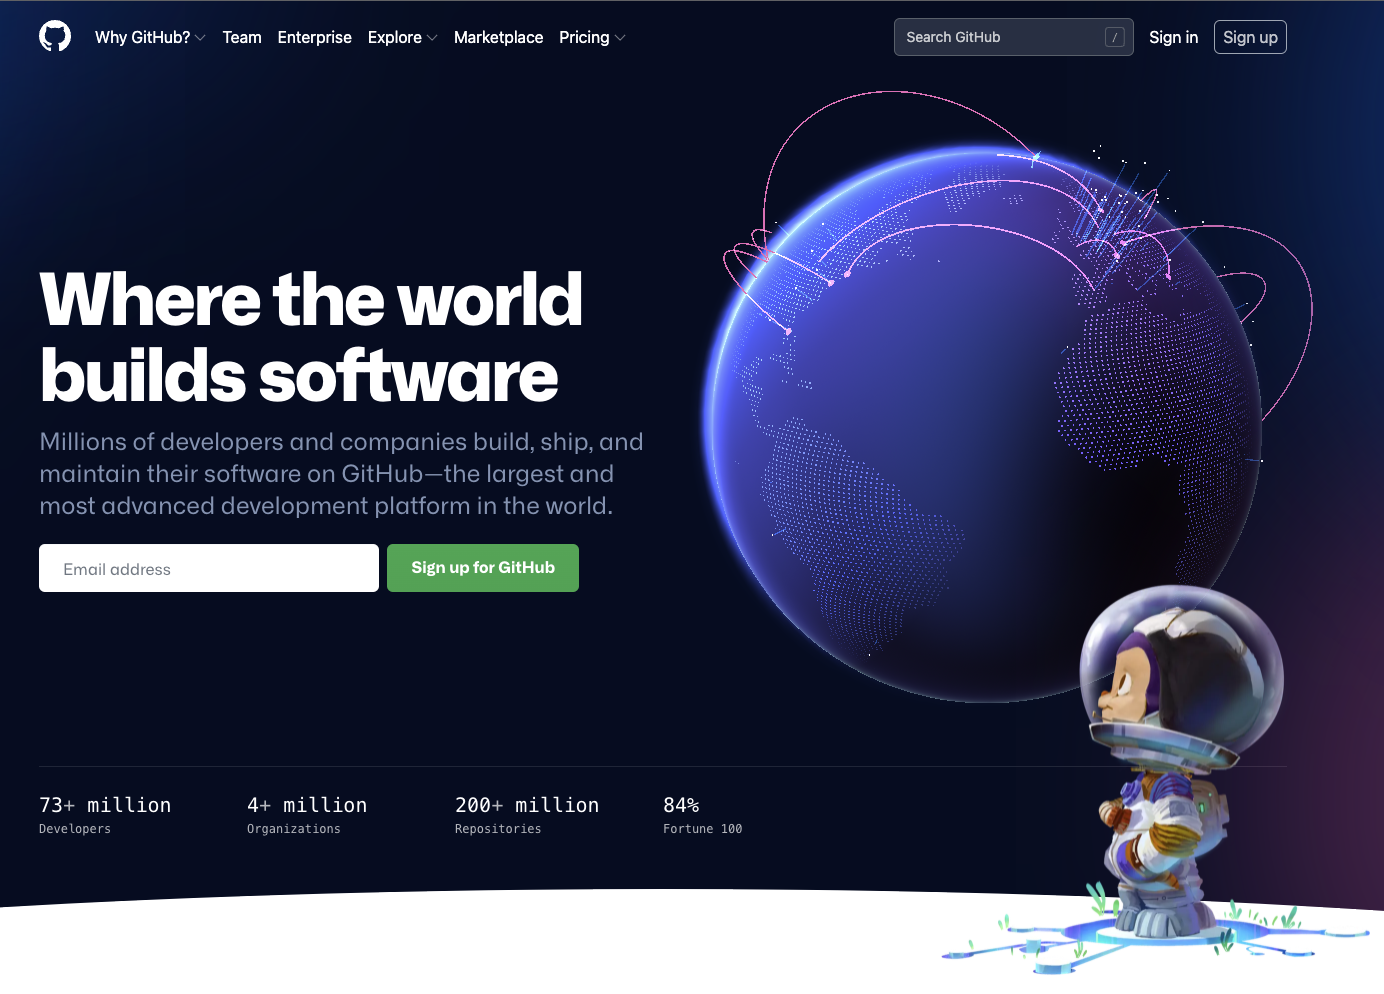 Why GitHub? Team Enterprise Explore Marketplace Pricing Search GitHub / Sign in Sign up
Where the world
builds software
Millions of developers and companies build, ship, and
maintain their software on GitHub—the largest and
most advanced development platform in the world.
Email address Sign up for GitHub
73+ million 4+ million 200+ million 84%
Developers Organizations Repositories Fortune 100